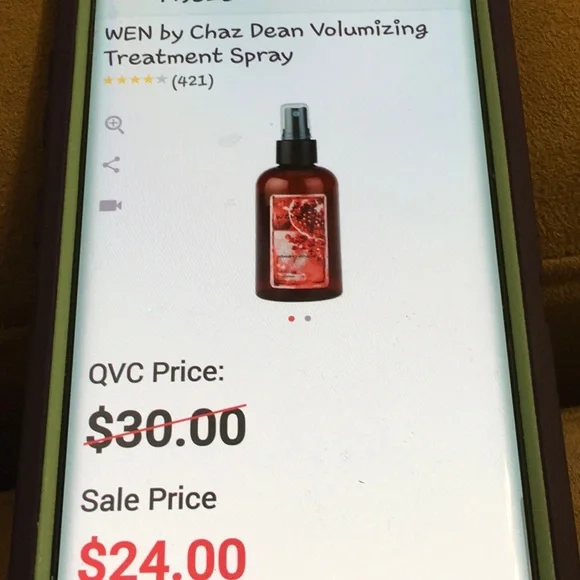 WEN by Chaz Dean Volumizing
Treatment Spray
(421)
QVC Price:
$30.00
Sale Price
$24.00